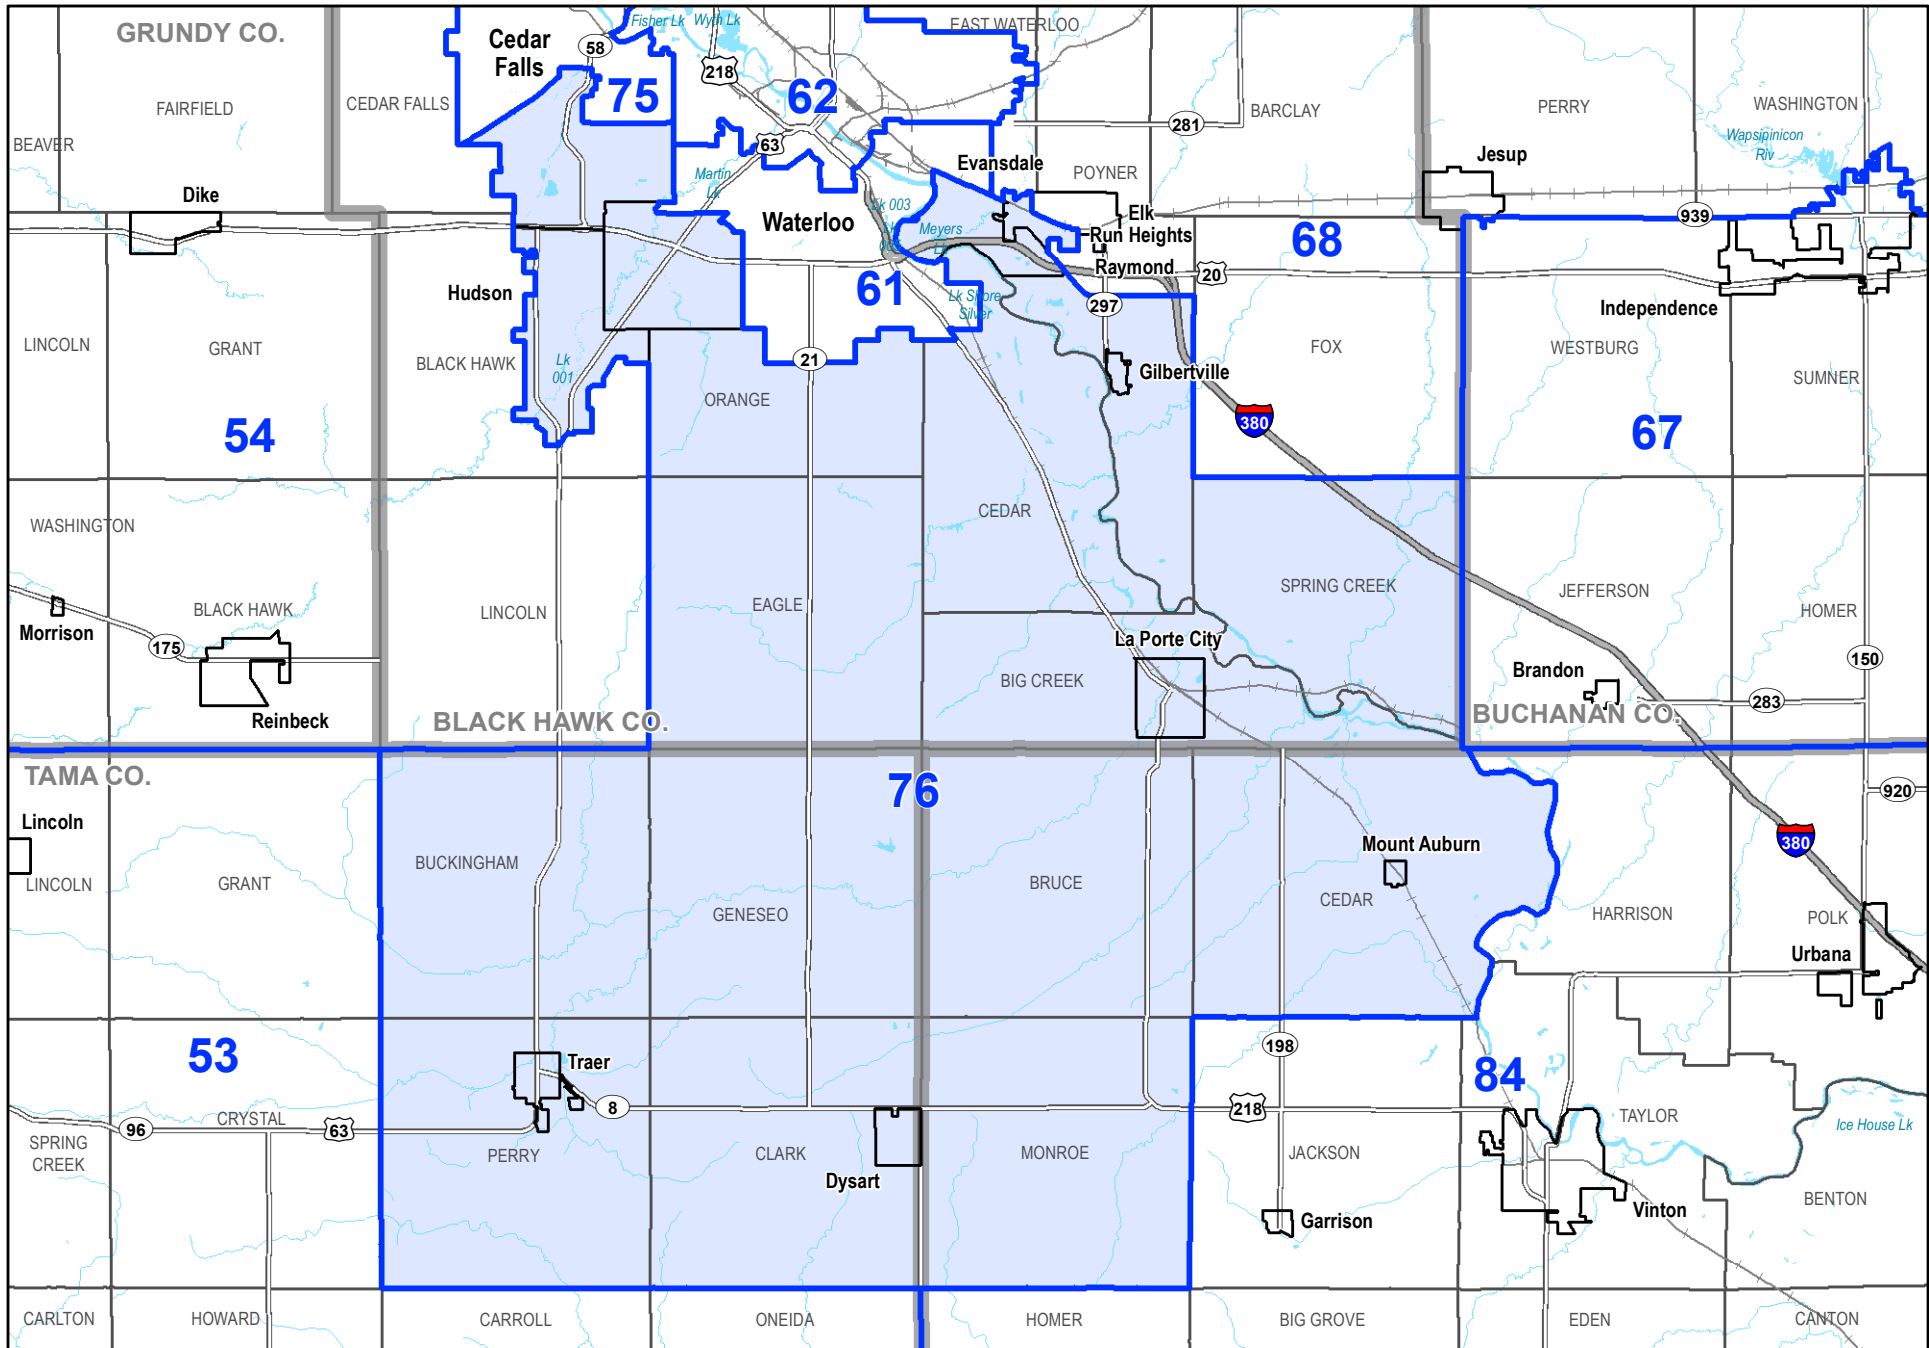 GRUNDY CO.
Cedar
Falls
58
Fisher Lk
Wyth Lk
EAST WATERLOO
218
75
62
FAIRFIELD
CEDAR FALLS
BARCLAY
PERRY
WASHINGTON
BEAVER
63
281
Wapsipinicon
Riv
Evansdale
Jesup
POYNER
Martin
Lk
Dike
Waterloo
Lk 003
Elk
Run Heights
939
Meyers
68
Raymond
20
Hudson
61
Lk Shore
Silver
297
Independence
LINCOLN
GRANT
BLACK HAWK
Lk
001
21
Gilbertville
FOX
WESTBURG
SUMNER
ORANGE
54
380
67
WASHINGTON
CEDAR
BLACK HAWK
LINCOLN
EAGLE
SPRING CREEK
JEFFERSON
HOMER
Morrison
175
La Porte City
150
BIG CREEK
Brandon
283
Reinbeck
BLACK HAWK CO.
BUCHANAN CO.
TAMA CO.
76
920
Lincoln
LINCOLN
GRANT
BUCKINGHAM
GENESEO
BRUCE
Mount Auburn
CEDAR
380
HARRISON
POLK
Urbana
53
Traer
198
84
8
218
CRYSTAL
96
63
TAYLOR
Ice House Lk
SPRING
CREEK
PERRY
CLARK
MONROE
JACKSON
Dysart
BENTON
Garrison
Vinton
CARLTON
HOWARD
CARROLL
ONEIDA
HOMER
BIG GROVE
EDEN
CANTON